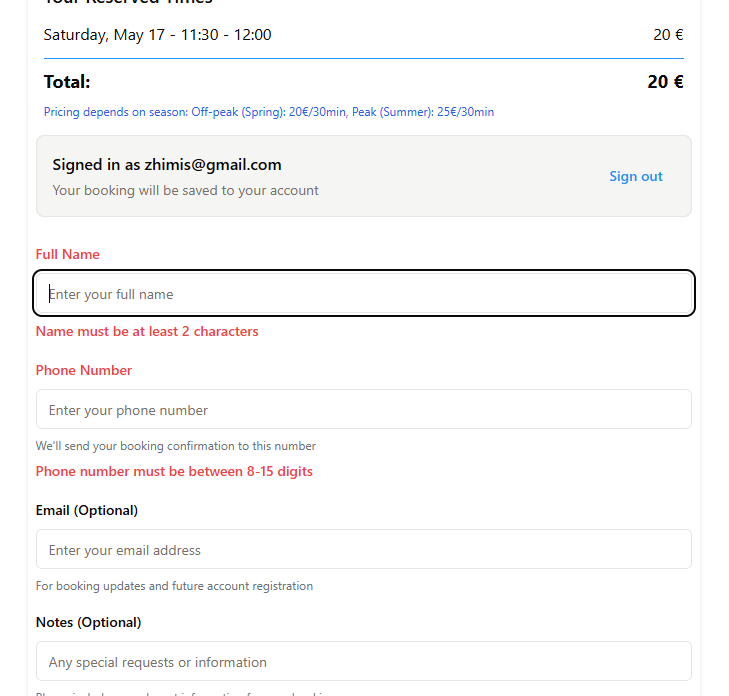 Your Reserved Times
Saturday, May 17 - 11:30 - 12:00 20 €
Total: 20 €
Pricing depends on season: Off-peak (Spring): 20€/30min, Peak (Summer): 25€/30min
Signed in as zhimis@gmail.com
Your booking will be saved to your account
Sign out
Full Name
Enter your full name
Name must be at least 2 characters
Phone Number
Enter your phone number
We'll send your booking confirmation to this number
Phone number must be between 8-15 digits
Email (Optional)
Enter your email address
For booking updates and future account registration
Notes (Optional)
Any special requests or information